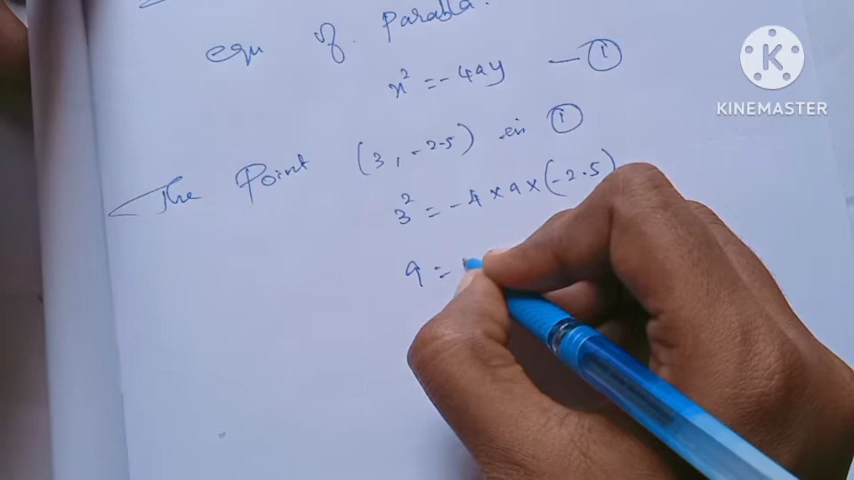 equ of Parabla.
x² = -4ay — ①
The Point (3, -2.5) in ①
3² = -4 × a × (-2.5)
9 =
K
KINEMASTER